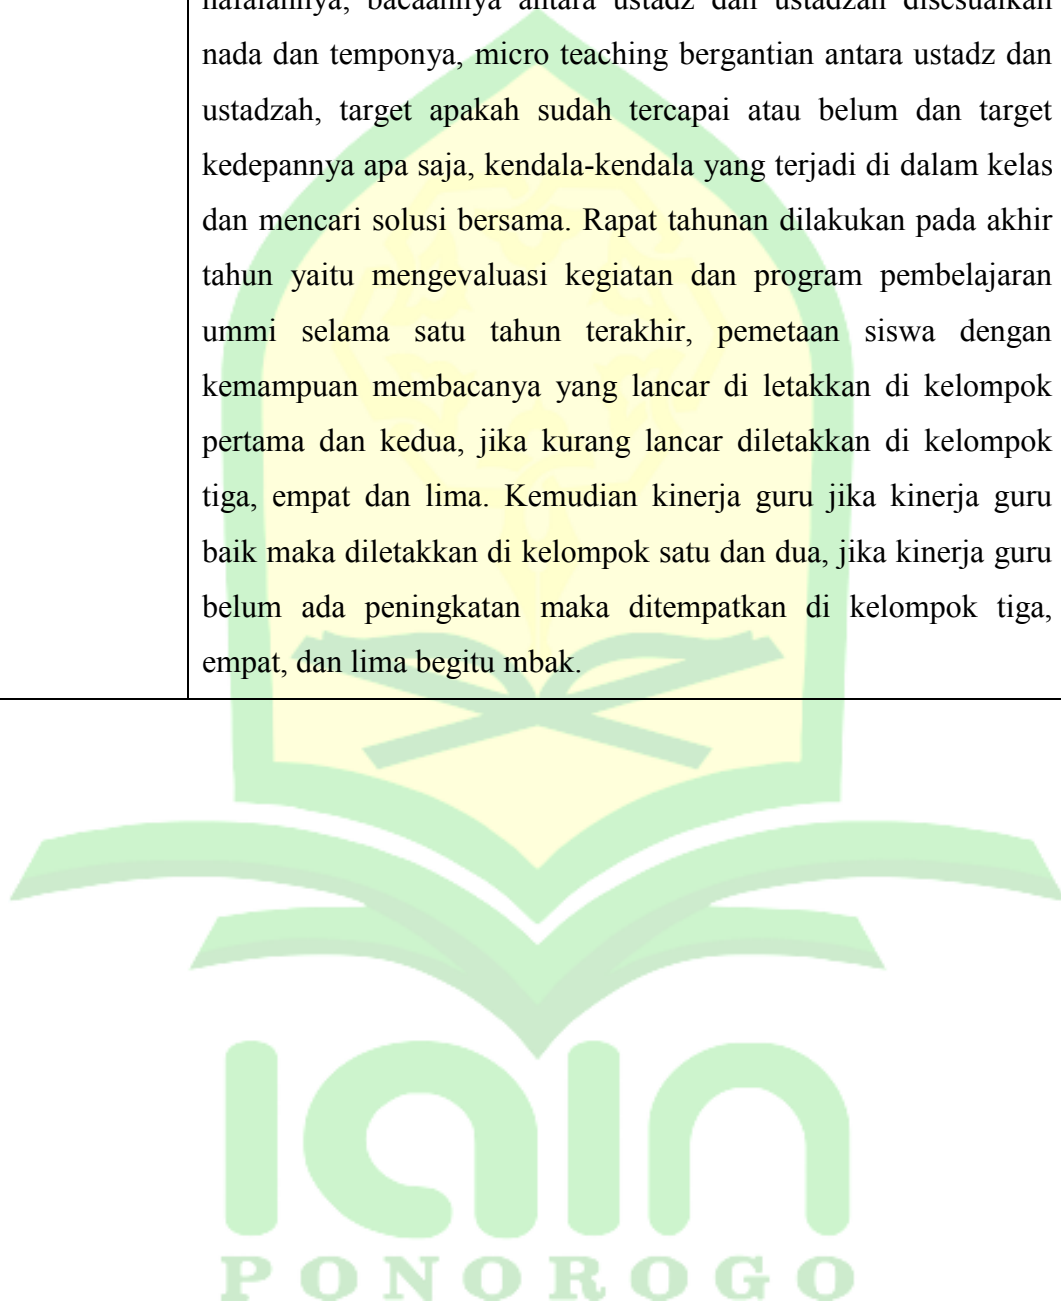 hafalannya, bacaannya antara ustadz dan ustadzah disesuaikan
nada dan temponya, micro teaching bergantian antara ustadz dan
ustadzah, target apakah sudah tercapai atau belum dan target
kedepannya apa saja, kendala-kendala yang terjadi di dalam kelas
dan mencari solusi bersama. Rapat tahunan dilakukan pada akhir
tahun yaitu mengevaluasi kegiatan dan program pembelajaran
ummi selama satu tahun terakhir, pemetaan siswa dengan
kemampuan membacanya yang lancar di letakkan di kelompok
pertama dan kedua, jika kurang lancar diletakkan di kelompok
tiga, empat dan lima. Kemudian kinerja guru jika kinerja guru
baik maka diletakkan di kelompok satu dan dua, jika kinerja guru
belum ada peningkatan maka ditempatkan di kelompok tiga,
empat, dan lima begitu mbak.
IAIN
PONOROGO